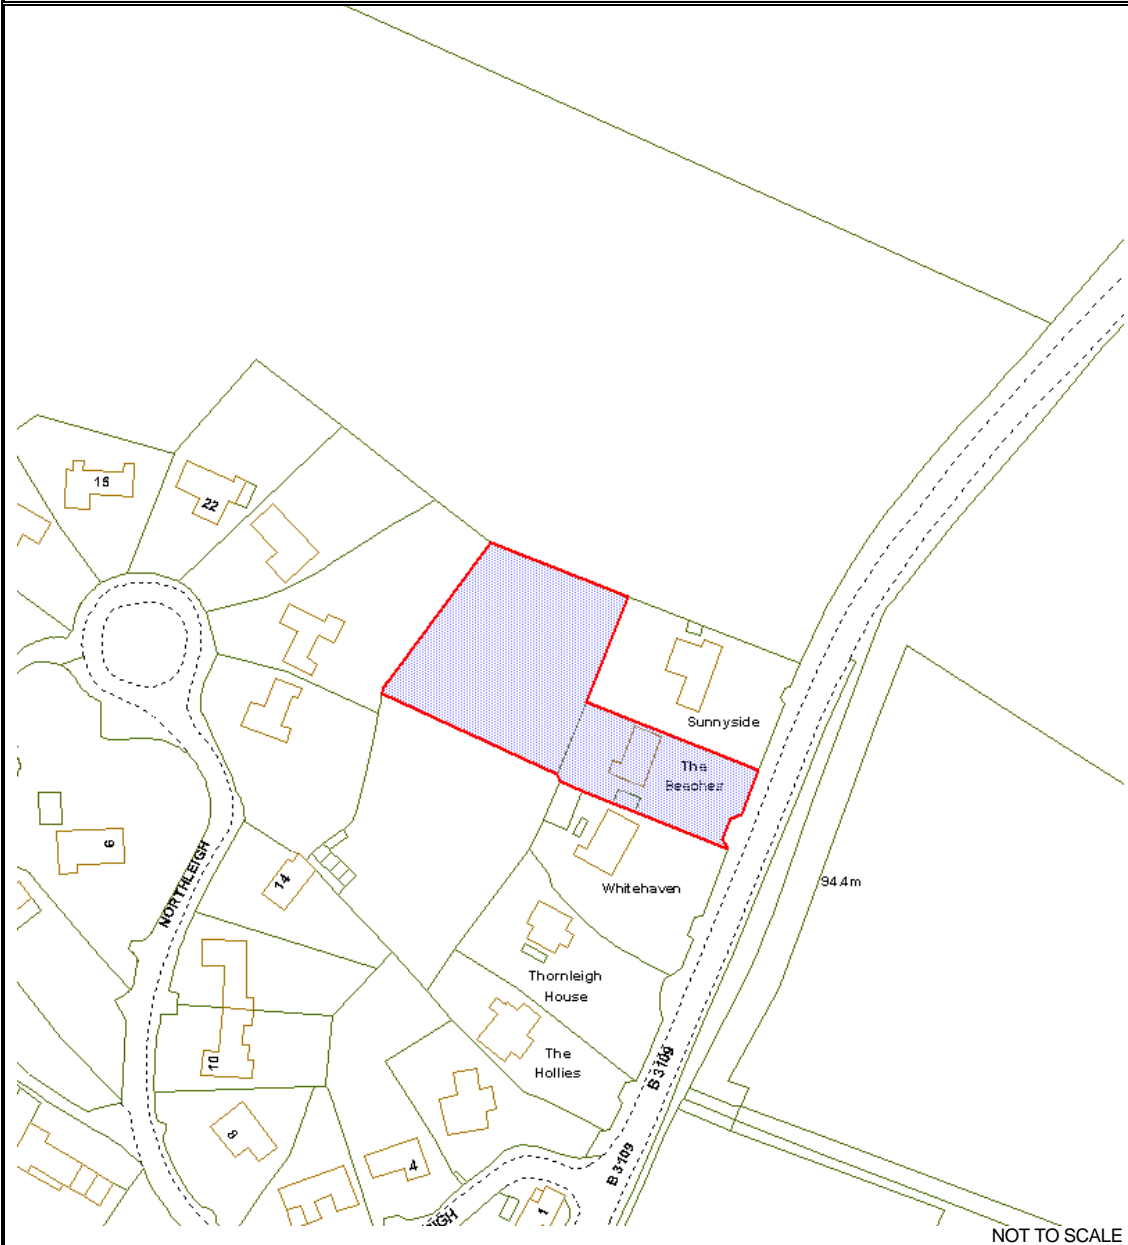 15
22
Sunnyside
The
Beaches
6
NORTHLEIGH
14
Whitehaven
94.4m
Thornleigh
House
The
Hollies
10
B 3109
8
4
B 3109
1
NOT TO SCALE